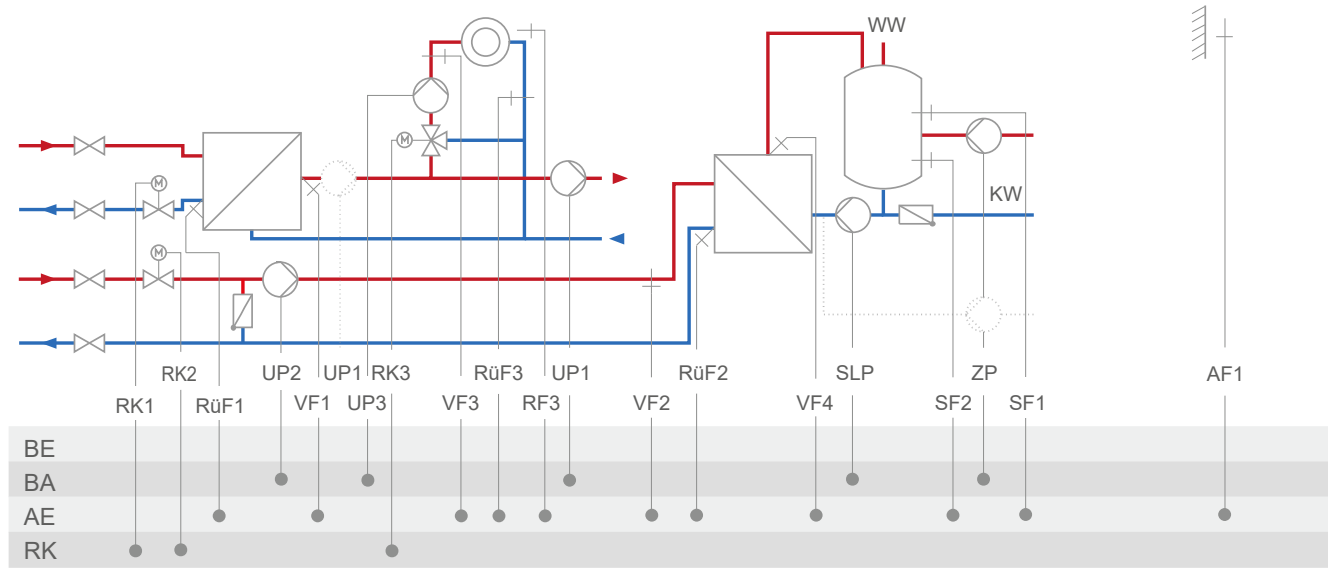 WW
M
KW
M
M
RK2 UP2 UP1 RK3 RüF3 UP1 RüF2 SLP ZP AF1
RK1 RüF1 VF1 UP3 VF3 RF3 VF2 VF4 SF2 SF1
BE
BA
AE
RK